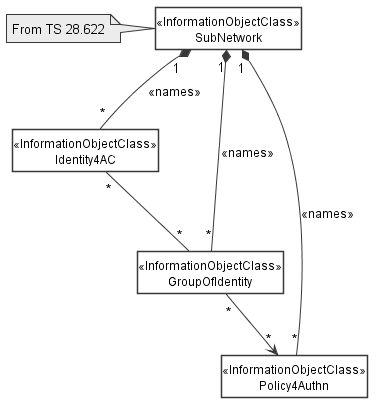 From TS 28.622
«InformationObjectClass»
SubNetwork
1
1
1
«names»
*
«InformationObjectClass»
Identity4AC
«names»
*
«names»
*
*
«InformationObjectClass»
GroupOfIdentity
*
*
*
«InformationObjectClass»
Policy4Authn